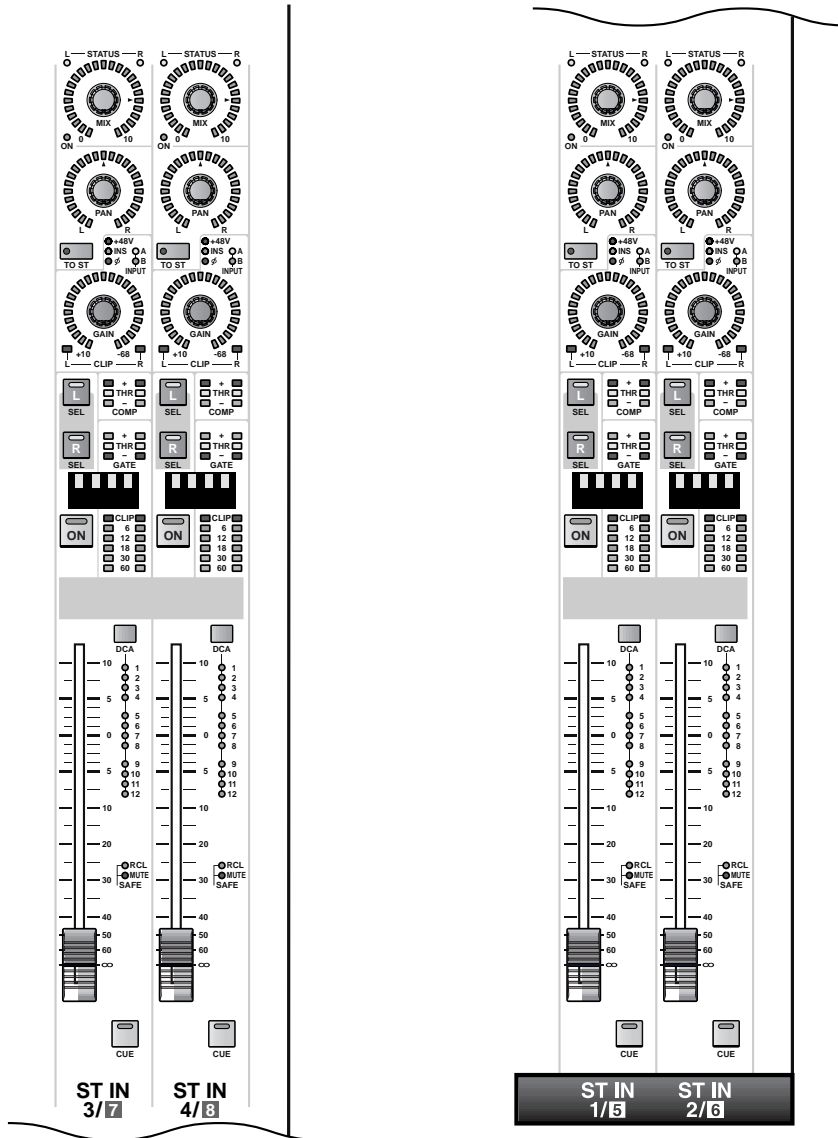 L STATUS R L STATUS R
MIX MIX
0 10 0 10
ON ON
PAN PAN
L R L R
+48V +48V
INS A INS A
ø B ø B
TO ST INPUT TO ST INPUT
GAIN GAIN
+10 -68 +10 -68
L CLIP R L CLIP R
L + L +
THR THR
SEL – COMP SEL – COMP
R + R +
THR THR
SEL – GATE SEL – GATE
CLIP CLIP
6 6
ON 12 ON 12
18 18
30 30
60 60
DCA DCA
10 1 10 1
2 2
3 3
5 4 5 4
5 5
6 6
0 7 0 7
8 8
9 9
5 10 5 10
11 11
12 12
10 10
20 20
RCL RCL
30 MUTE 30 MUTE
SAFE SAFE
40 40
50 50
60 60
∞ ∞
CUE CUE
ST IN ST IN
3/7 4/8
L STATUS R L STATUS R
MIX MIX
0 10 0 10
ON ON
PAN PAN
L R L R
+48V +48V
INS A INS A
ø B ø B
TO ST INPUT TO ST INPUT
GAIN GAIN
+10 -68 +10 -68
L CLIP R L CLIP R
L + L +
THR THR
SEL – COMP SEL – COMP
R + R +
THR THR
SEL – GATE SEL – GATE
CLIP CLIP
6 6
ON 12 ON 12
18 18
30 30
60 60
DCA DCA
10 1 10 1
2 2
3 3
5 4 5 4
5 5
6 6
0 7 0 7
8 8
9 9
5 10 5 10
11 11
12 12
10 10
20 20
RCL RCL
30 MUTE 30 MUTE
SAFE SAFE
40 40
50 50
60 60
∞ ∞
CUE CUE
ST IN ST IN
1/5 2/6